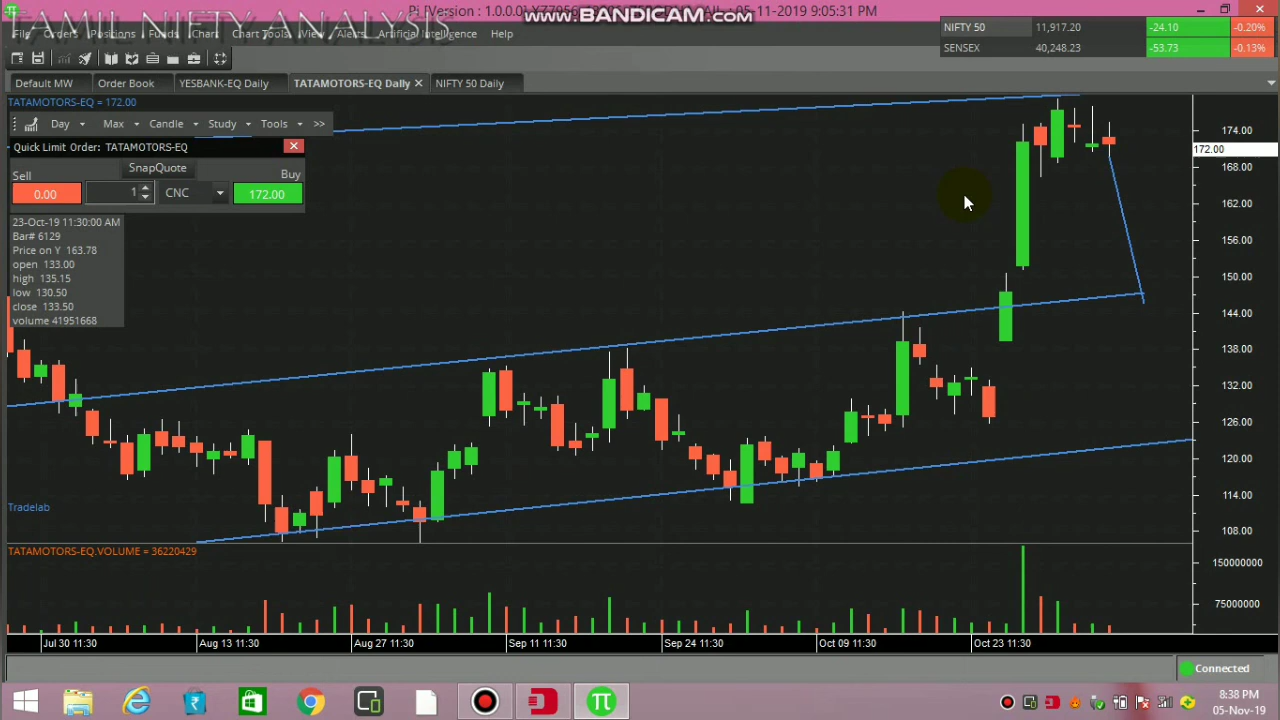 TAMIL NIFTY ANALYSIS
www.BANDICAM.com
-05-11-2019 9:05:31 PM
File Orders Positions Funds Chart Chart Tools View Alerts Artificial Intelligence Help
NIFTY 50 11,917.20 -24.10 -0.20%
SENSEX 40,248.23 -53.73 -0.13%
Default MW Order Book YESBANK-EQ Daily TATAMOTORS-EQ Daily NIFTY 50 Daily
TATAMOTORS-EQ = 172.00
Day Max Candle Study Tools >>
Quick Limit Order: TATAMOTORS-EQ
SnapQuote
Sell Buy
0.00 1 CNC 172.00
23-Oct-19 11:30:00 AM
Bar# 6129
Price on Y 163.78
open 133.00
high 135.15
low 130.50
close 133.50
volume 41951668
174.00
172.00
168.00
162.00
156.00
150.00
144.00
138.00
132.00
126.00
120.00
114.00
108.00
Tradelab
TATAMOTORS-EQ.VOLUME = 36220429
150000000
75000000
Jul 30 11:30 Aug 13 11:30 Aug 27 11:30 Sep 11 11:30 Sep 24 11:30 Oct 09 11:30 Oct 23 11:30
Connected
8:38 PM
05-Nov-19